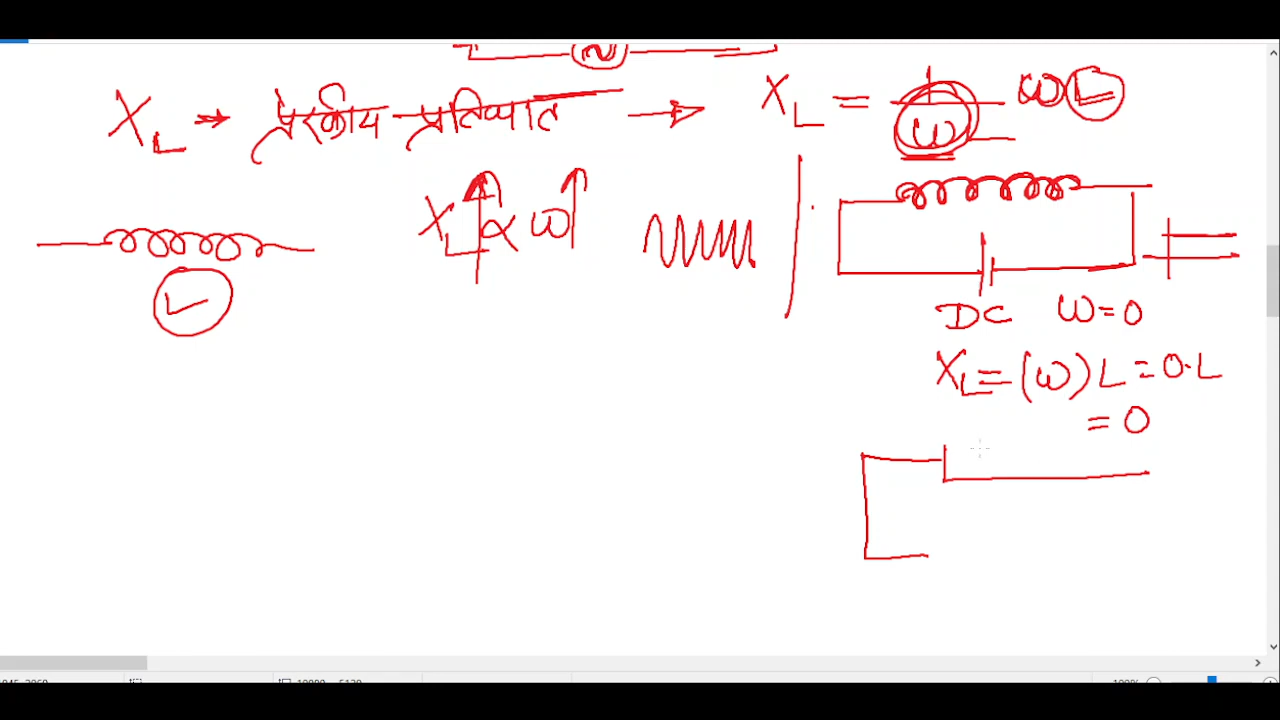 X_L → प्रेरकीय प्रतिघात → X_L = ωL
L
X_L ∝ ω
DC ω=0
X_L = (ω) L = 0·L
= 0